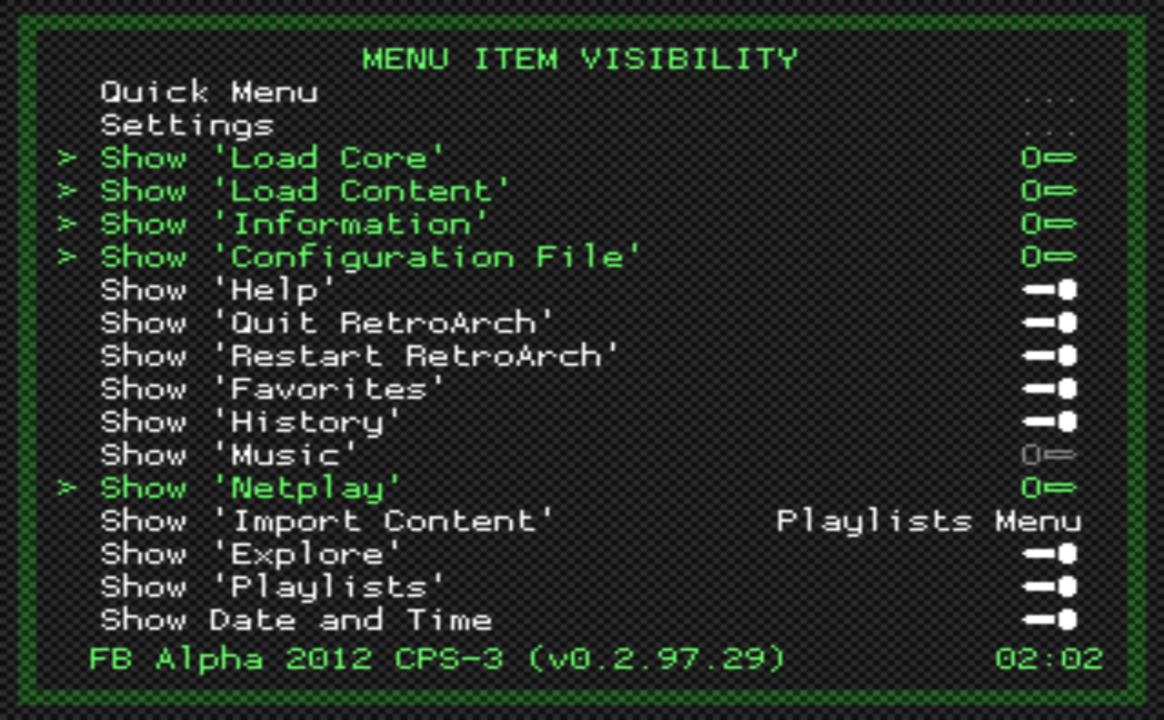 MENU ITEM VISIBILITY
Quick Menu ...
Settings ...
> Show 'Load Core'
> Show 'Load Content'
> Show 'Information'
> Show 'Configuration File'
Show 'Help'
Show 'Quit RetroArch'
Show 'Restart RetroArch'
Show 'Favorites'
Show 'History'
Show 'Music'
> Show 'Netplay'
Show 'Import Content' Playlists Menu
Show 'Explore'
Show 'Playlists'
Show Date and Time
FB Alpha 2012 CPS-3 (v0.2.97.29) 02:02